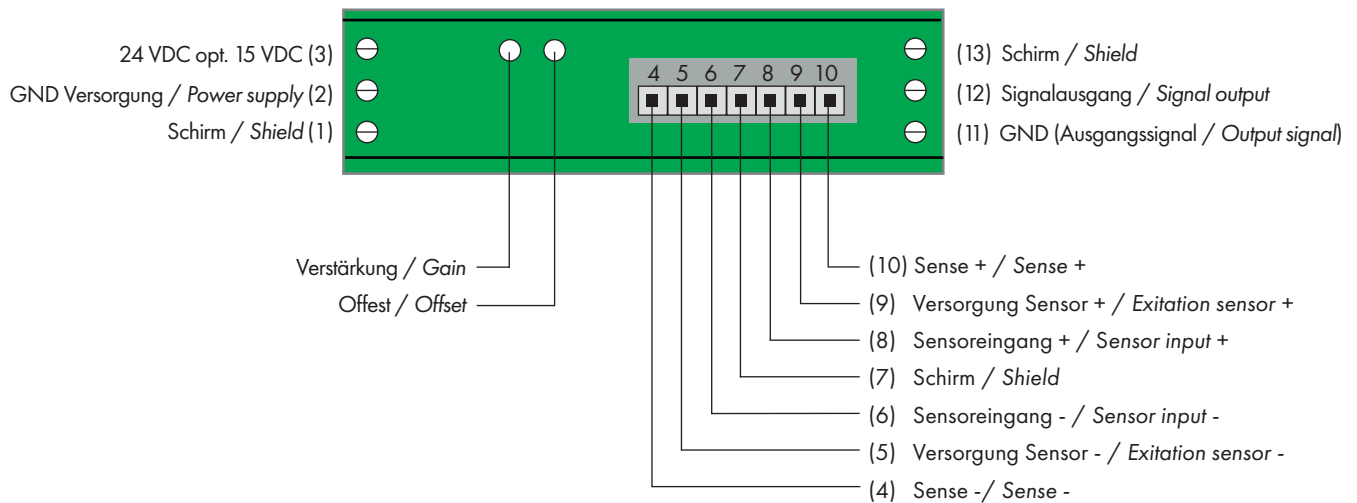 24 VDC opt. 15 VDC (3)
GND Versorgung / Power supply (2)
Schirm / Shield (1)
4 5 6 7 8 9 10
(13) Schirm / Shield
(12) Signalausgang / Signal output
(11) GND (Ausgangssignal / Output signal)
Verstärkung / Gain
Offest / Offset
(10) Sense + / Sense +
(9) Versorgung Sensor + / Exitation sensor +
(8) Sensoreingang + / Sensor input +
(7) Schirm / Shield
(6) Sensoreingang - / Sensor input -
(5) Versorgung Sensor - / Exitation sensor -
(4) Sense -/ Sense -